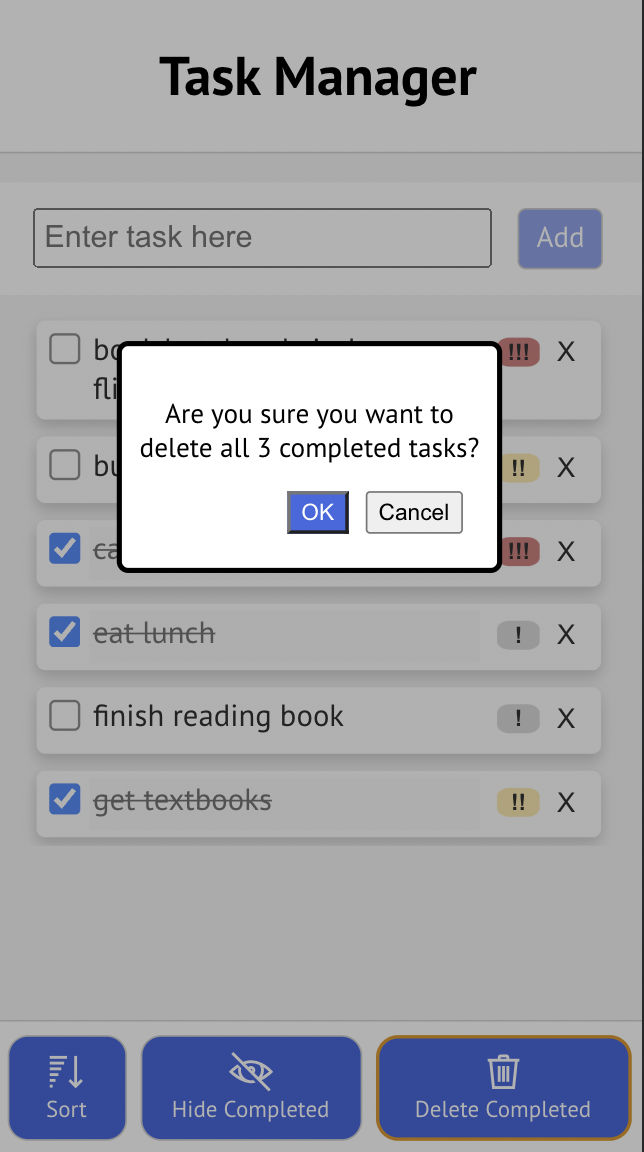 Task Manager
Enter task here
Add
!!!
X
Are you sure you want to
delete all 3 completed tasks?
!!
X
OK
Cancel
!!!
X
eat lunch
!
X
finish reading book
!
X
get textbooks
!!
X
Sort
Hide Completed
Delete Completed